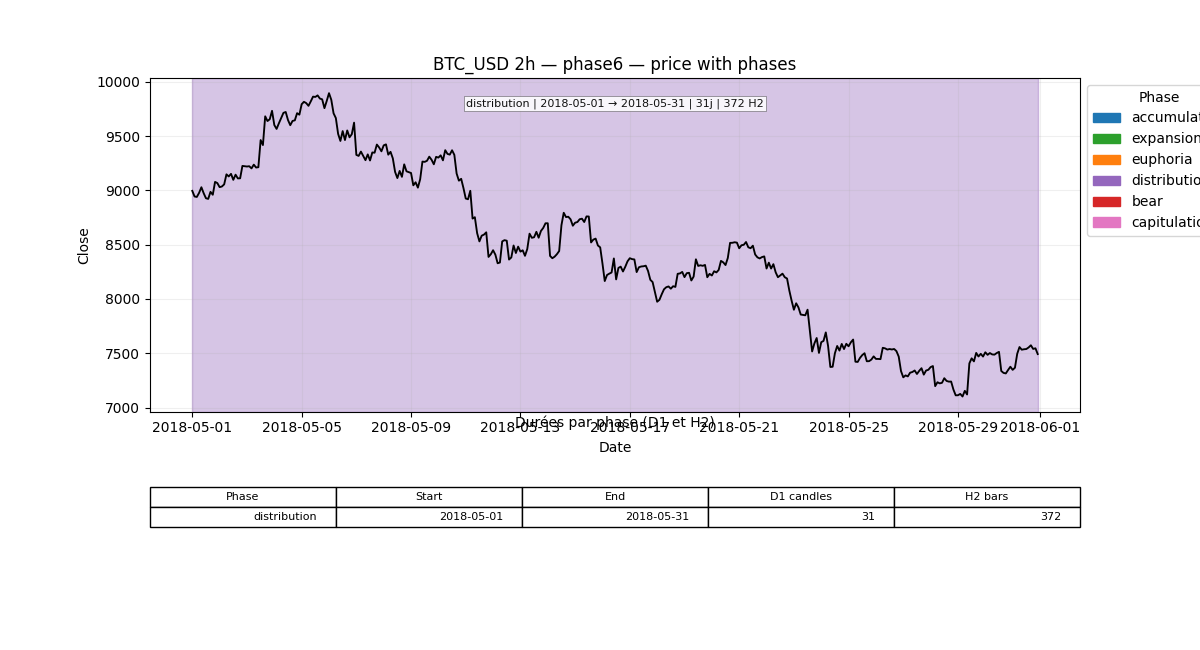 BTC_USD 2h — phase6 — price with phases
distribution | 2018-05-01 → 2018-05-31 | 31j | 372 H2
10000
9500
9000
8500
8000
7500
7000
Close
2018-05-01 2018-05-05 2018-05-09 2018-05-13 2018-05-17 2018-05-21 2018-05-25 2018-05-29 2018-06-01
Date
Phase
accumulat
expansion
euphoria
distributio
bear
capitulatio
Durées par phase (D1 et H2)
Phase Start End D1 candles H2 bars
distribution 2018-05-01 2018-05-31 31 372